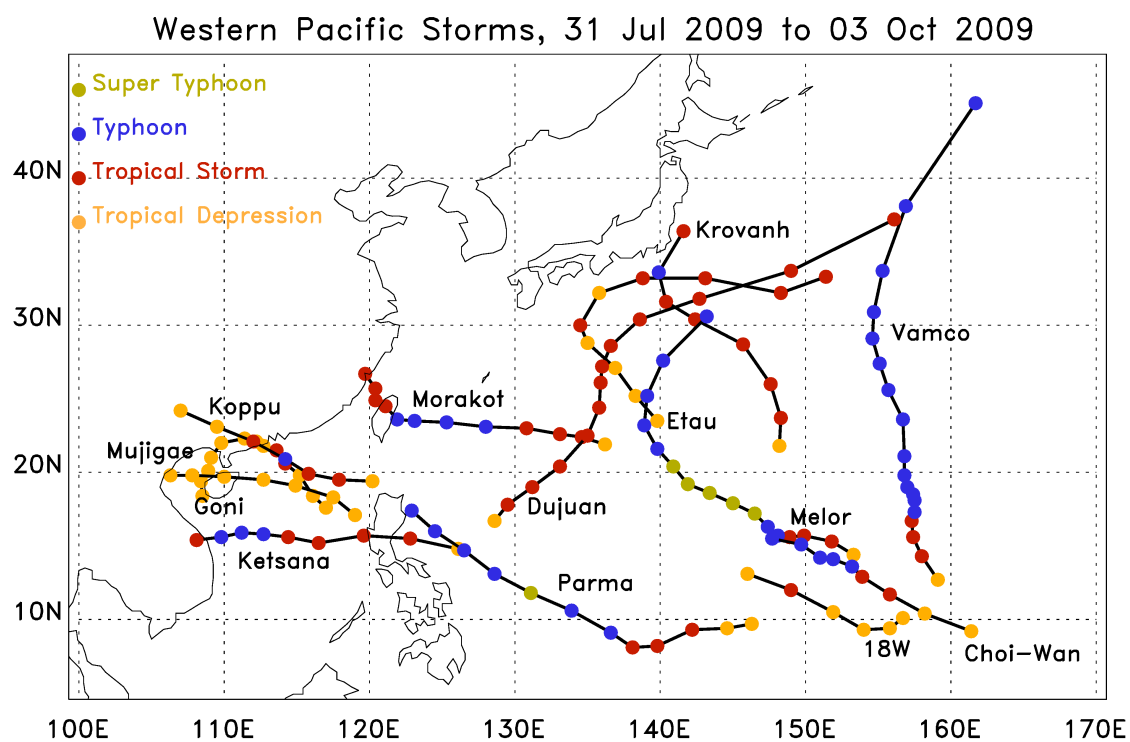 Western Pacific Storms, 31 Jul 2009 to 03 Oct 2009
Super Typhoon
Typhoon
Tropical Storm
Tropical Depression
40N
30N
20N
10N
Krovanh
Vamco
Koppu
Morakot
Etau
Mujigae
Goni
Dujuan
Melor
Ketsana
Parma
18W
Choi-Wan
100E
110E
120E
130E
140E
150E
160E
170E